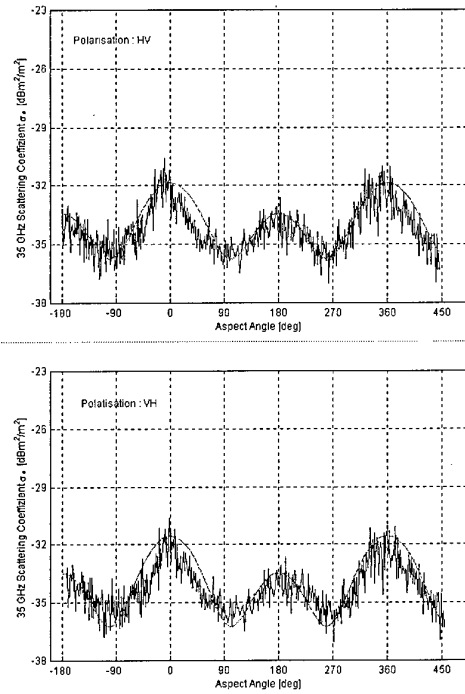 -23
Polarisation : HV
-26
-29
-32
-35
-38
35 GHz Scattering Coeffizient σ₀ [dBm²/m²]
-180 -90 0 90 180 270 360 450
Aspect Angle [deg]
-23
Polatisation : VH
-26
-29
-32
-35
-38
35 GHz Scattering Coeffizient σ₀ [dBm²/m²]
-180 -90 0 90 180 270 360 450
Aspect Angle [deg]